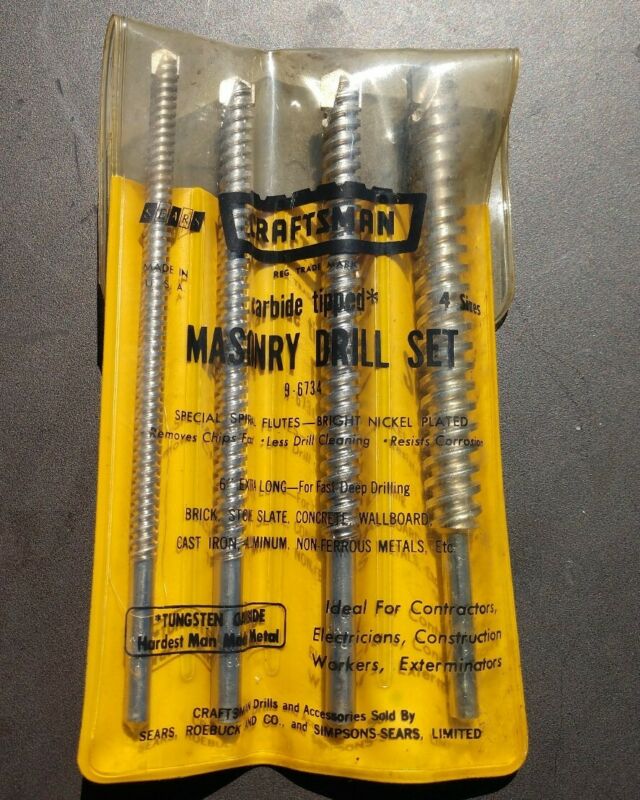 SEARS
CRAFTSMAN
REG. TRADE MARK
MADE IN
U.S.A.
carbide tipped*
4 Sizes
MASONRY DRILL SET
9-6734
SPECIAL SPIRAL FLUTES—BRIGHT NICKEL PLATED
Removes Chips Fast • Less Drill Cleaning • Resists Corrosion
6" EXTRA LONG—For Fast Deep Drilling
BRICK, STONE, SLATE, CONCRETE, WALLBOARD,
CAST IRON, ALUMINUM, NON-FERROUS METALS, Etc.
*TUNGSTEN CARBIDE
Hardest Man Made Metal
Ideal For Contractors,
Electricians, Construction
Workers, Exterminators
CRAFTSMAN Drills and Accessories Sold By
SEARS, ROEBUCK AND CO., and SIMPSONS-SEARS, LIMITED